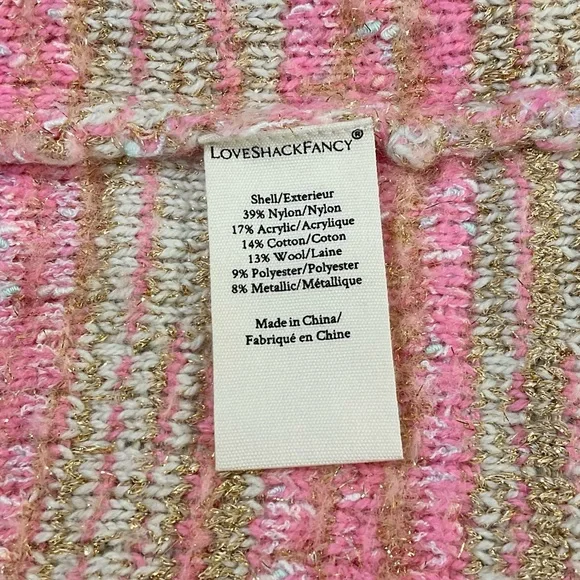 LOVESHACKFANCY®
Shell/Exterieur
39% Nylon/Nylon
17% Acrylic/Acrylique
14% Cotton/Coton
13% Wool/Laine
9% Polyester/Polyester
8% Metallic/Métallique
Made in China/
Fabriqué en Chine